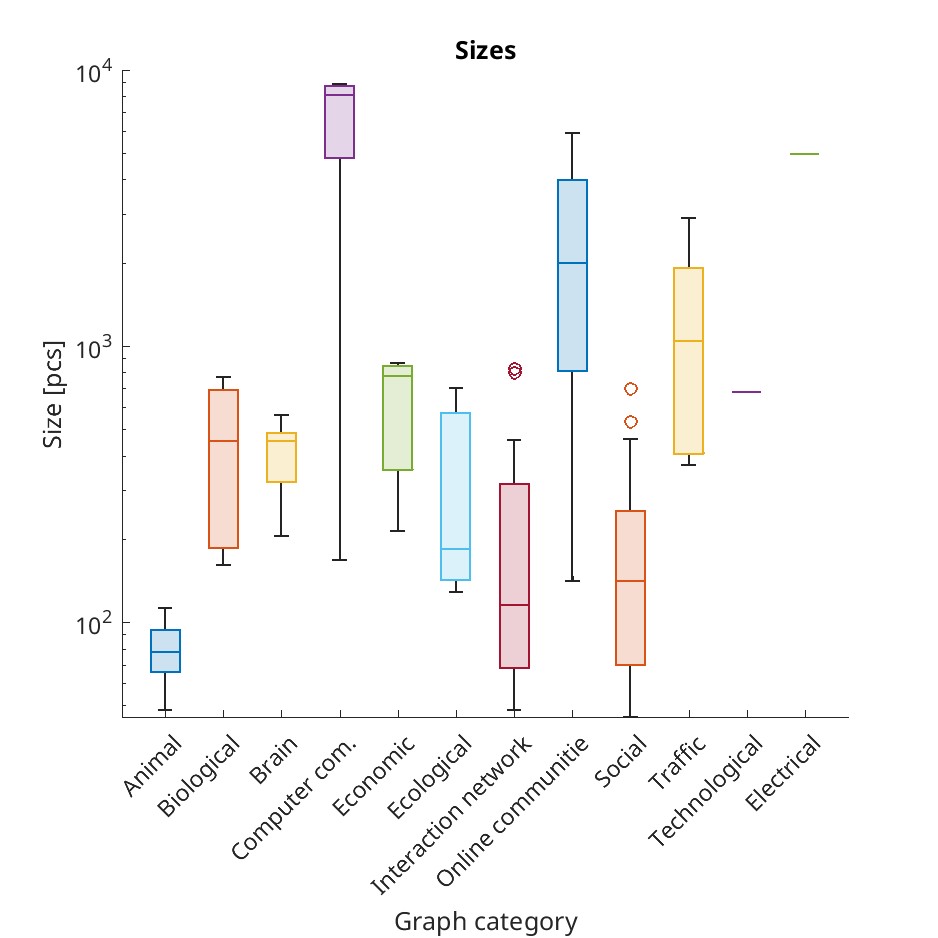 Sizes
10^4
10^3
10^2
Size [pcs]
Animal
Biological
Brain
Computer com.
Economic
Ecological
Interaction network
Online communitie
Social
Traffic
Technological
Electrical
Graph category